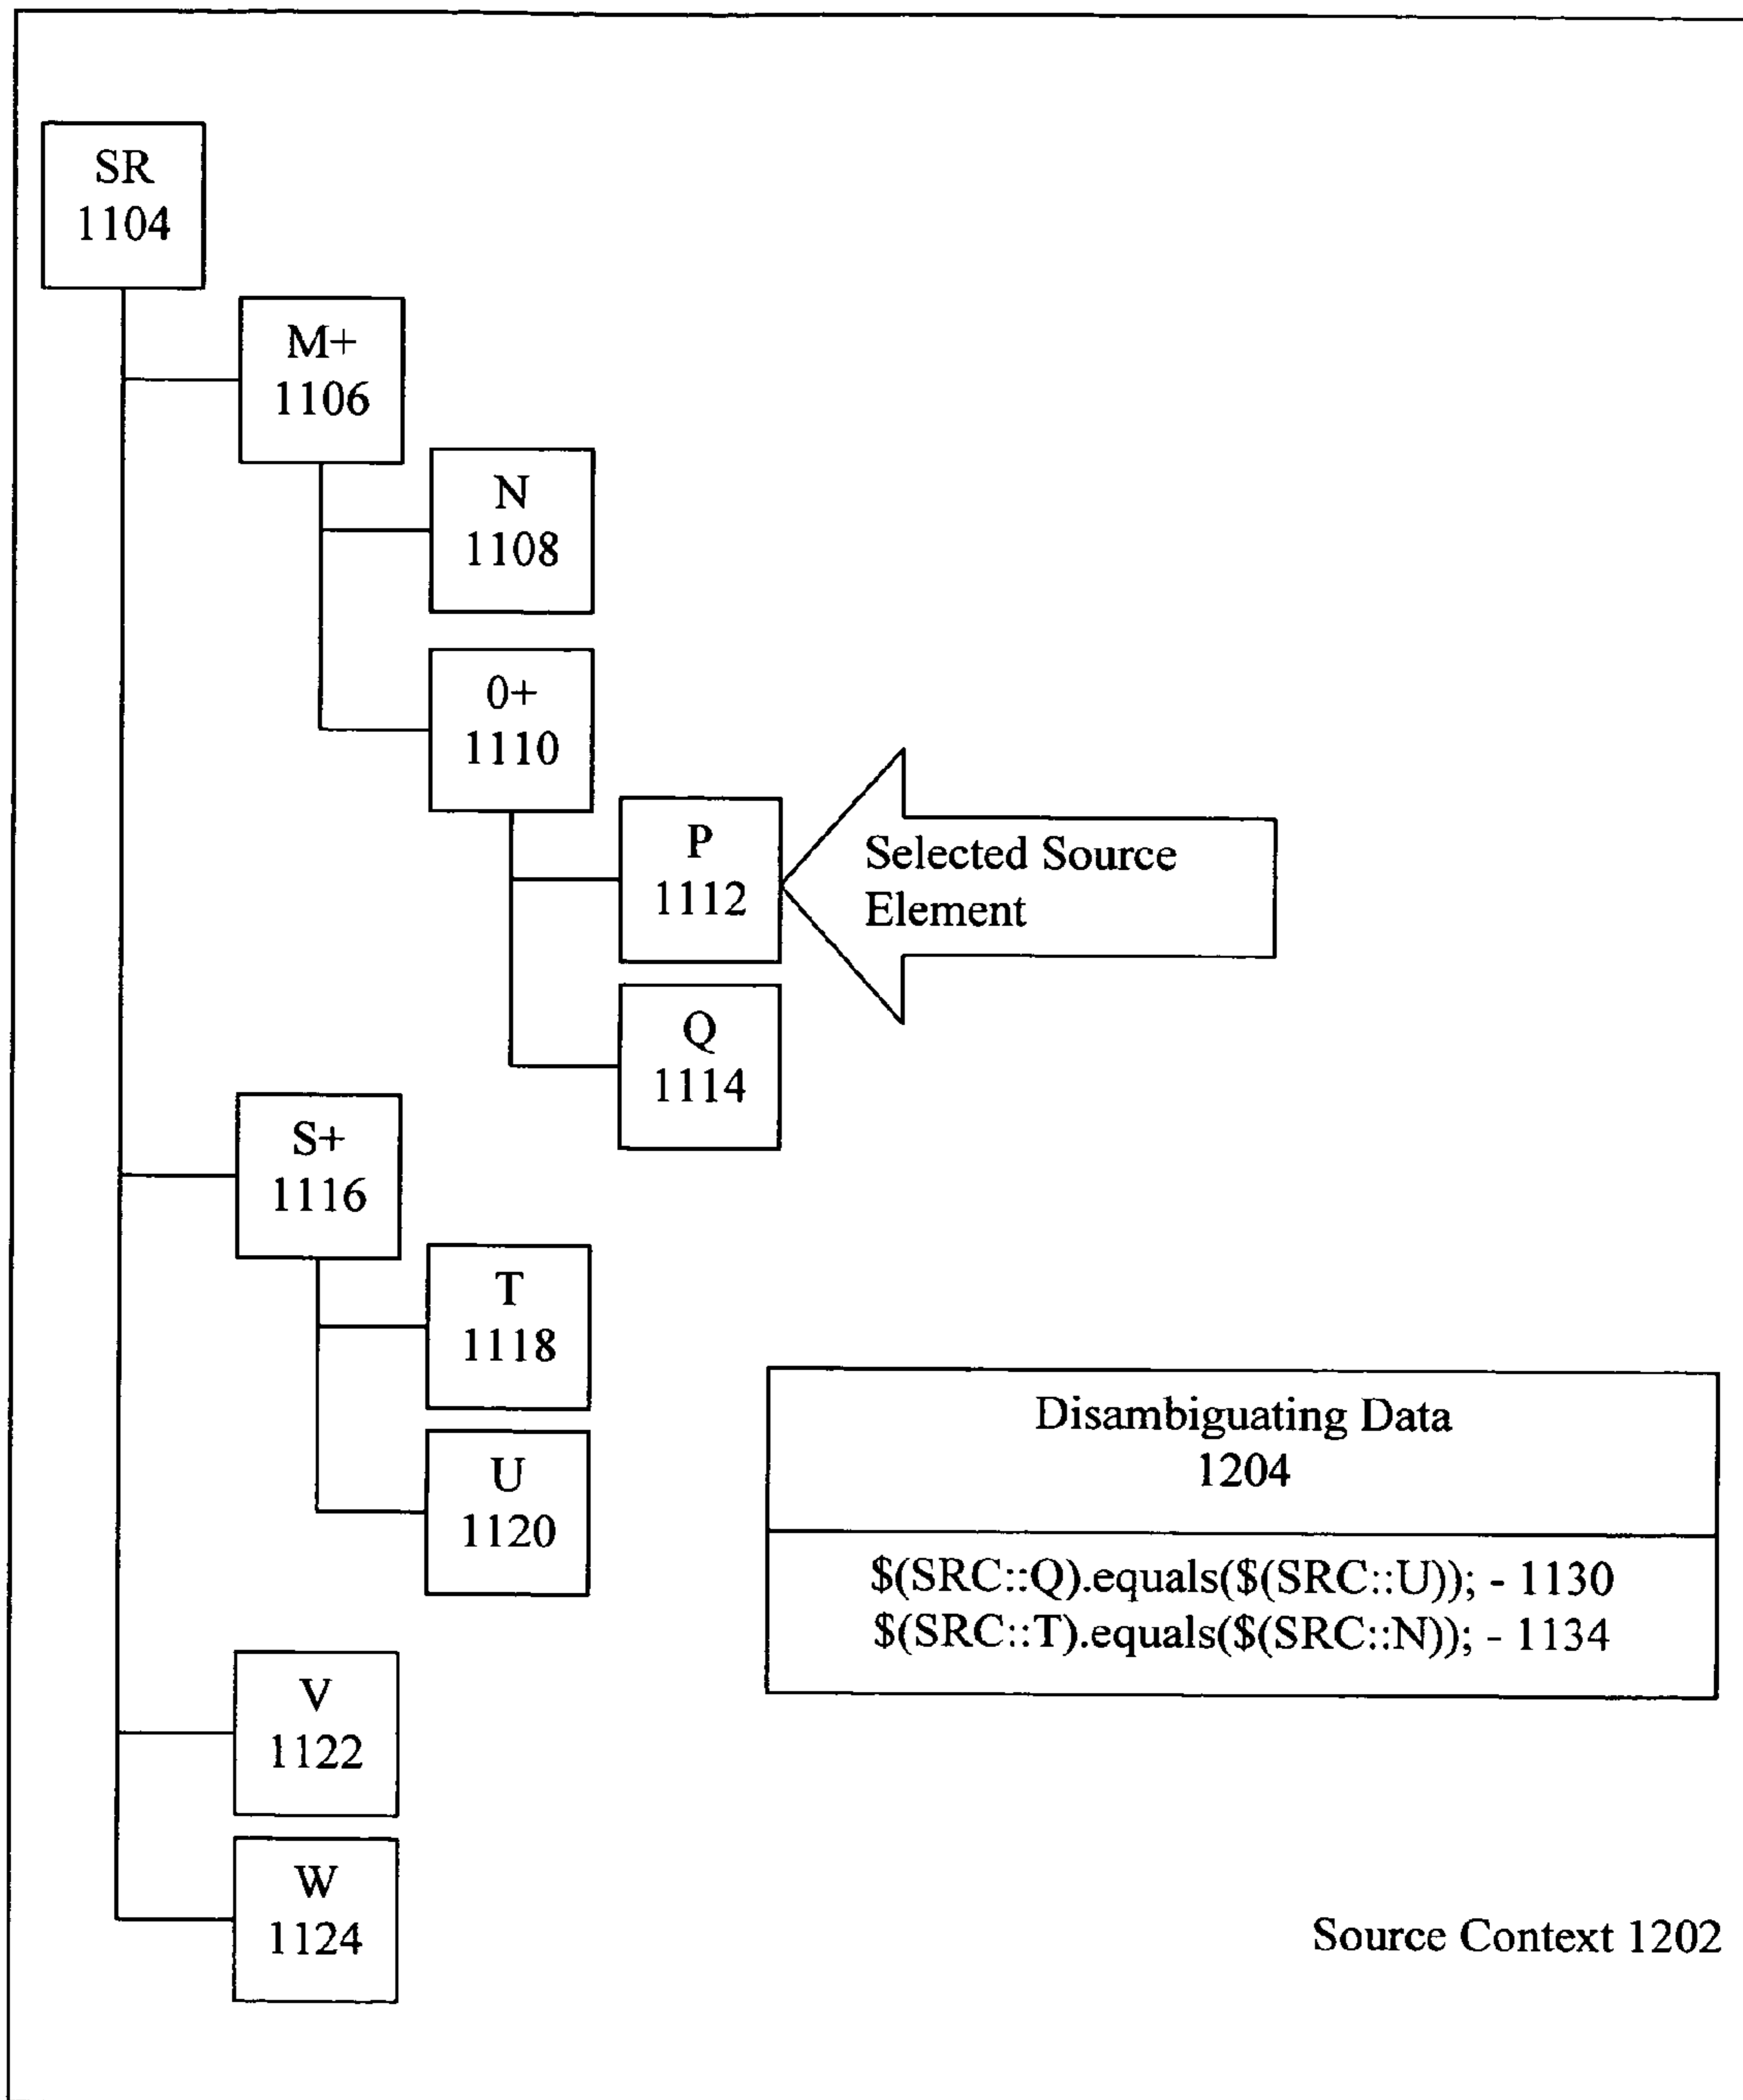 SR
1104
M+
1106
N
1108
0+
1110
P
1112
Selected Source
Element
Q
1114
S+
1116
T
1118
U
1120
Disambiguating Data
1204
$(SRC::Q).equals($(SRC::U)); - 1130
$(SRC::T).equals($(SRC::N)); - 1134
V
1122
W
1124
Source Context 1202